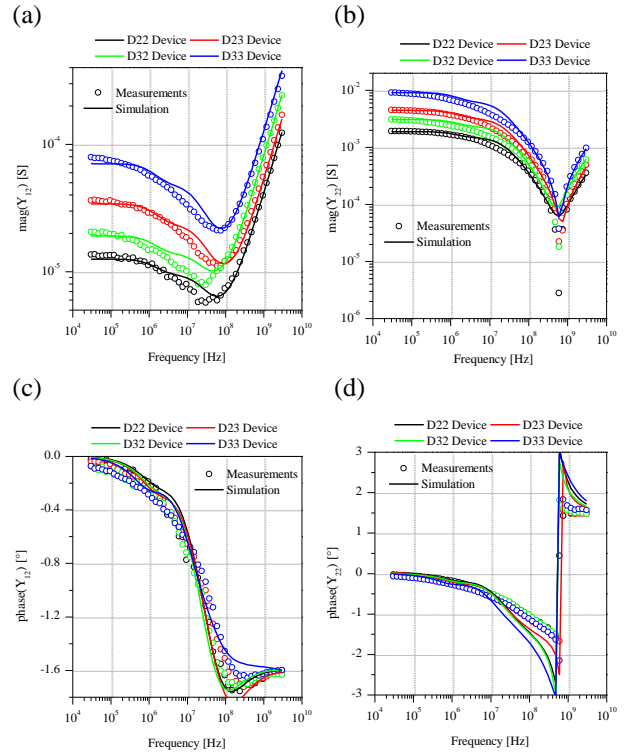 (a)
D22 Device D23 Device
D32 Device D33 Device
Measurements
Simulation
mag(Y12) [S]
10^-4
10^-5
10^4 10^5 10^6 10^7 10^8 10^9 10^10
Frequency [Hz]
(b)
D22 Device D23 Device
D32 Device D33 Device
mag(Y22) [S]
10^-2
10^-3
10^-4
10^-5
10^-6
Measurements
Simulation
10^4 10^5 10^6 10^7 10^8 10^9 10^10
Frequency [Hz]
(c)
D22 Device D23 Device
D32 Device D33 Device
Measurements
Simulation
phase(Y12) [°]
0.0
-0.4
-0.8
-1.2
-1.6
10^4 10^5 10^6 10^7 10^8 10^9 10^10
Frequency [Hz]
(d)
D22 Device D23 Device
D32 Device D33 Device
Measurements
Simulation
phase(Y22) [°]
3
2
1
0
-1
-2
-3
10^4 10^5 10^6 10^7 10^8 10^9 10^10
Frequency [Hz]